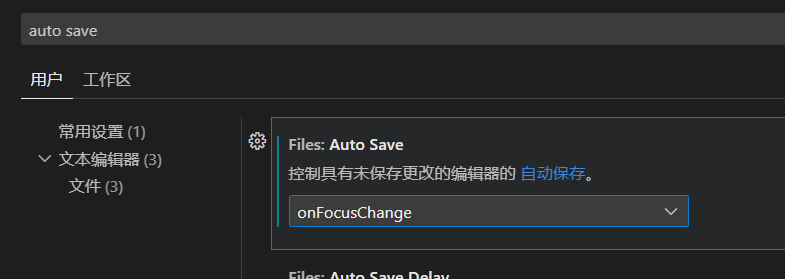 auto save
用户 工作区
常用设置 (1)
文本编辑器 (3)
文件 (3)
Files: Auto Save
控制具有未保存更改的编辑器的 自动保存。
onFocusChange
Files: Auto Save Delay